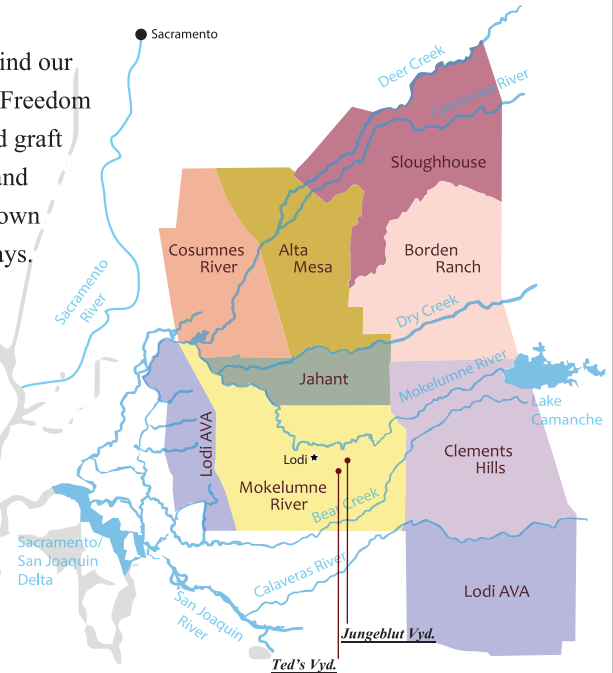 Sacramento
ind our
Freedom
d graft
and
own
ays.
Deer Creek
Cosumnes River
Sloughhouse
Cosumnes
River
Alta
Mesa
Borden
Ranch
Sacramento
River
Dry Creek
Jahant
Mokelumne River
Lake
Camanche
Lodi AVA
Lodi
Clements
Hills
Mokelumne
River
Bear Creek
Sacramento/
San Joaquin
Delta
Calaveras River
San Joaquin
River
Lodi AVA
Jungeblut Vyd.
Ted's Vyd.